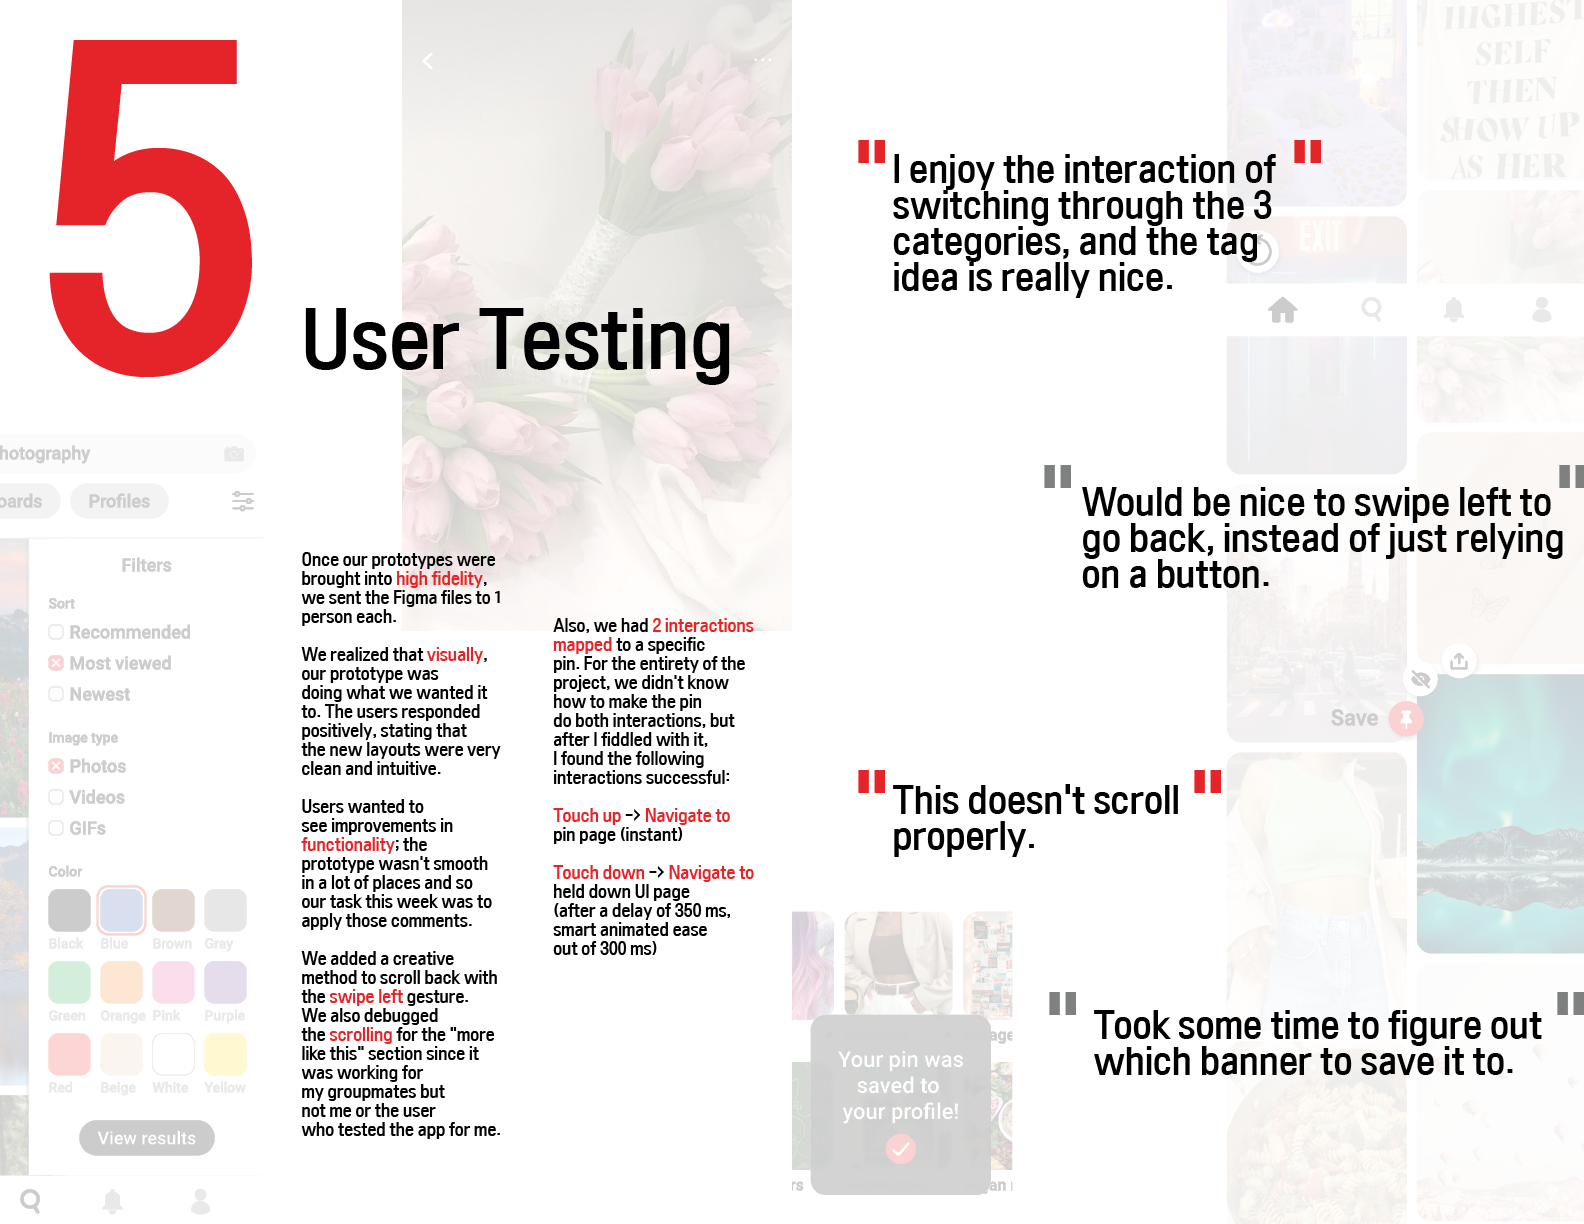 5
User Testing
hotography
oards
Profiles
Filters
Sort
Recommended
Most viewed
Newest
Image type
Photos
Videos
GIFs
Color
Black Blue Brown Gray
Green Orange Pink Purple
Red Beige White Yellow
View results
Once our prototypes were
brought into high fidelity,
we sent the Figma files to 1
person each.
We realized that visually,
our prototype was
doing what we wanted it
to. The users responded
positively, stating that
the new layouts were very
clean and intuitive.
Users wanted to
see improvements in
functionality; the
prototype wasn't smooth
in a lot of places and so
our task this week was to
apply those comments.
We added a creative
method to scroll back with
the swipe left gesture.
We also debugged
the scrolling for the "more
like this" section since it
was working for
my groupmates but
not me or the user
who tested the app for me.
Also, we had 2 interactions
mapped to a specific
pin. For the entirety of the
project, we didn't know
how to make the pin
do both interactions, but
after I fiddled with it,
I found the following
interactions successful:
Touch up -> Navigate to
pin page (instant)
Touch down -> Navigate to
held down UI page
(after a delay of 350 ms,
smart animated ease
out of 300 ms)
"I enjoy the interaction of"
switching through the 3
categories, and the tag
idea is really nice.
"Would be nice to swipe left to"
go back, instead of just relying
on a button.
"This doesn't scroll"
properly.
"Took some time to figure out"
which banner to save it to.
HIGHEST
SELF
THEN
SHOW UP
AS HER
EXIT
Save
age
Your pin was
saved to
your profile!
rs
an